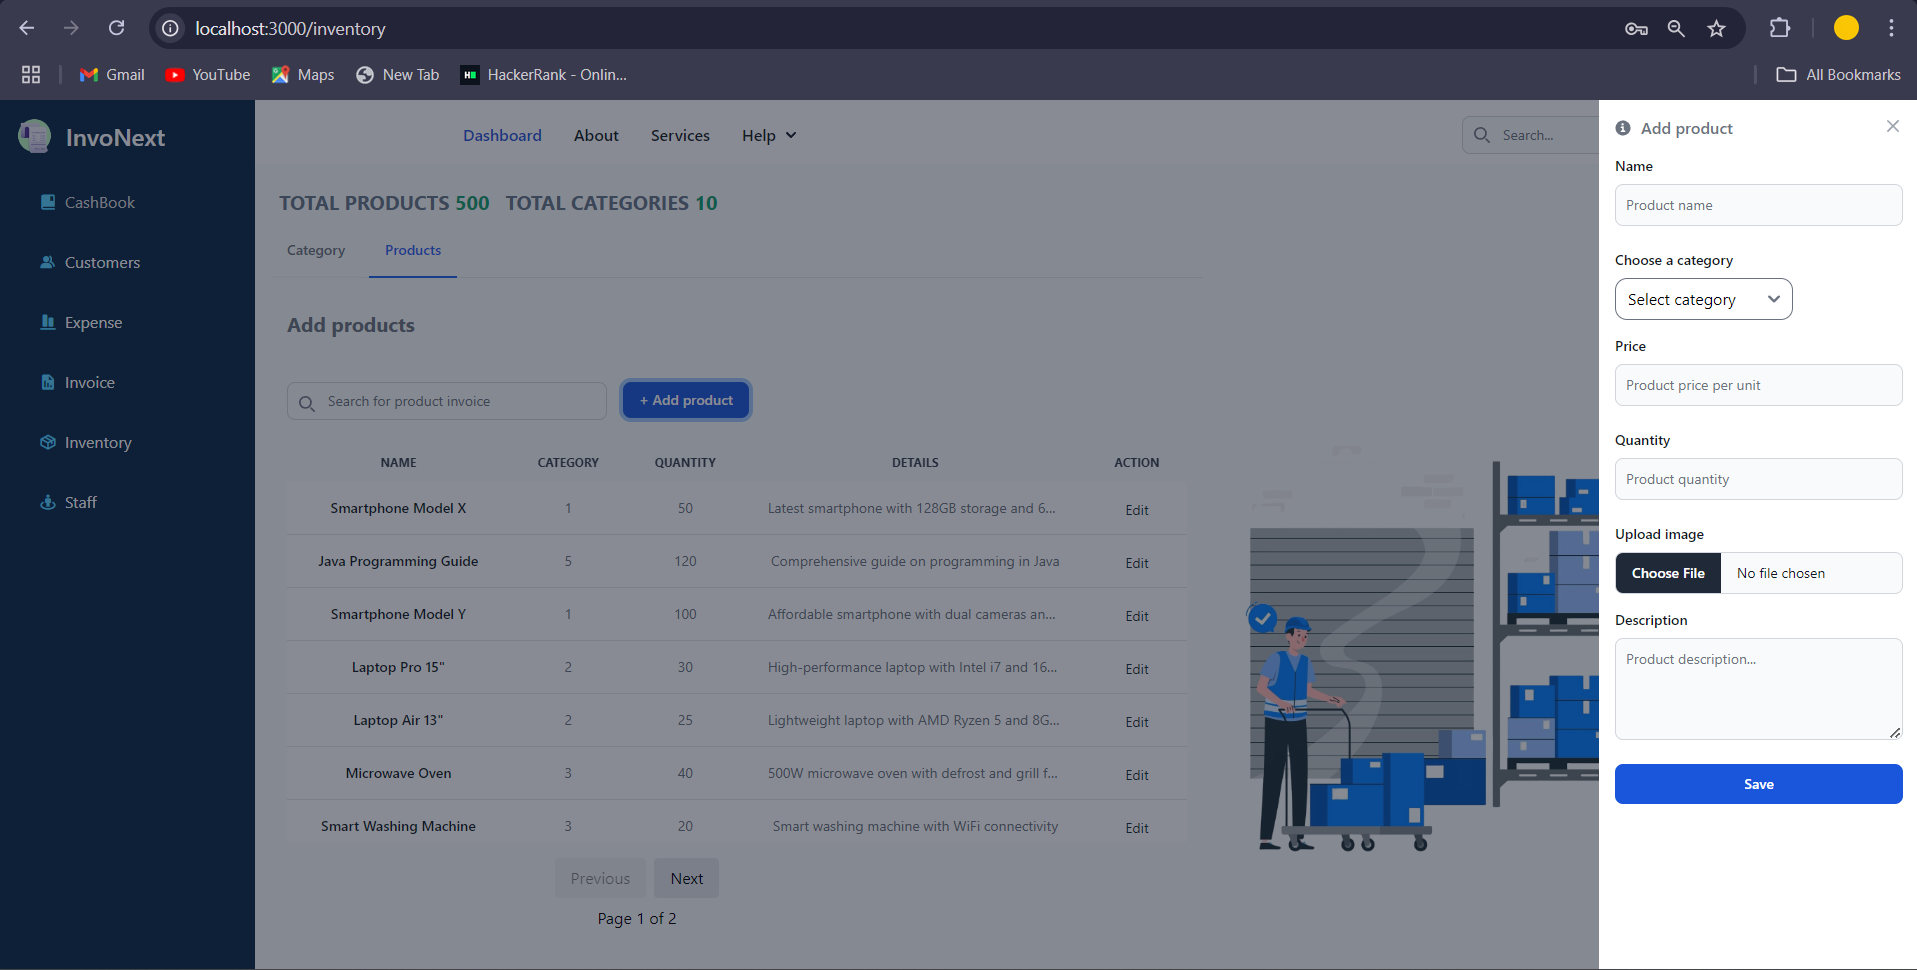 localhost:3000/inventory
Gmail YouTube Maps New Tab HackerRank - Onlin... All Bookmarks
InvoNext
CashBook
Customers
Expense
Invoice
Inventory
Staff
Dashboard About Services Help Search...
TOTAL PRODUCTS 500 TOTAL CATEGORIES 10
Category Products
Add products
Search for product invoice + Add product
NAME CATEGORY QUANTITY DETAILS ACTION
Smartphone Model X 1 50 Latest smartphone with 128GB storage and 6... Edit
Java Programming Guide 5 120 Comprehensive guide on programming in Java Edit
Smartphone Model Y 1 100 Affordable smartphone with dual cameras an... Edit
Laptop Pro 15" 2 30 High-performance laptop with Intel i7 and 16... Edit
Laptop Air 13" 2 25 Lightweight laptop with AMD Ryzen 5 and 8G... Edit
Microwave Oven 3 40 500W microwave oven with defrost and grill f... Edit
Smart Washing Machine 3 20 Smart washing machine with WiFi connectivity Edit
Previous Next
Page 1 of 2
Add product
Name
Product name
Choose a category
Select category
Price
Product price per unit
Quantity
Product quantity
Upload image
Choose File No file chosen
Description
Product description...
Save